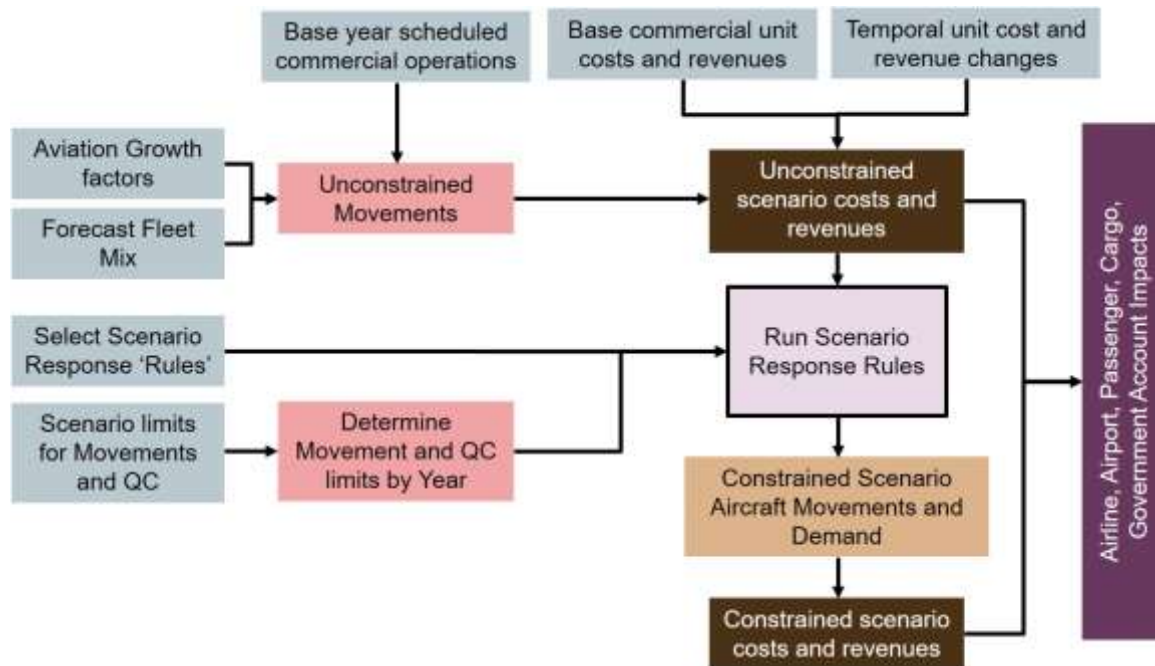 Base year scheduled
commercial operations
Base commercial unit
costs and revenues
Temporal unit cost and
revenue changes
Aviation Growth
factors
Forecast Fleet
Mix
Unconstrained
Movements
Unconstrained
scenario costs and
revenues
Select Scenario
Response ‘Rules’
Run Scenario
Response Rules
Scenario limits
for Movements
and QC
Determine
Movement and QC
limits by Year
Constrained Scenario
Aircraft Movements and
Demand
Constrained scenario
costs and revenues
Airline, Airport, Passenger, Cargo,
Government Account Impacts